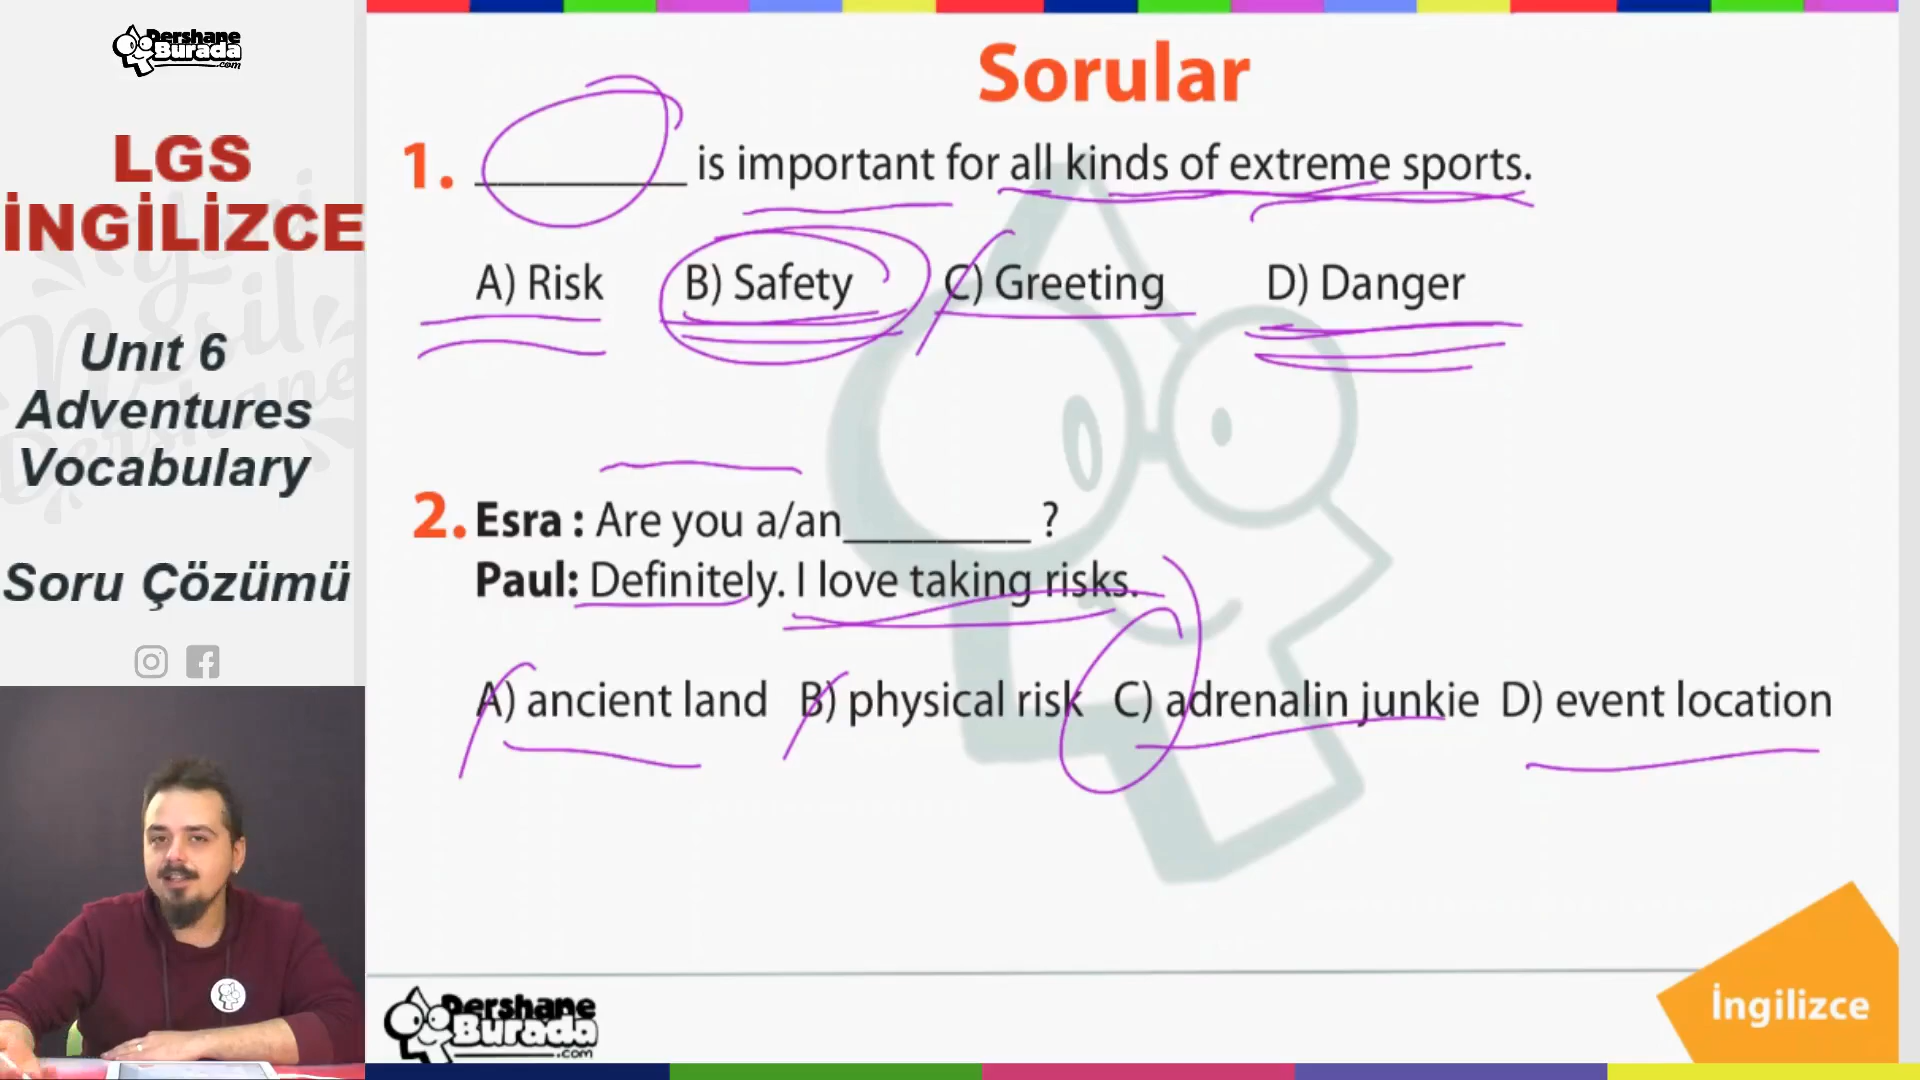 Dershane
Burada
.com
LGS
İNGİLİZCE
Unıt 6
Adventures
Vocabulary
Soru Çözümü
Sorular
1. _________ is important for all kinds of extreme sports.
A) Risk B) Safety C) Greeting D) Danger
2. Esra : Are you a/an________ ?
Paul: Definitely. I love taking risks.
A) ancient land B) physical risk C) adrenalin junkie D) event location
Dershane
Burada
.com
İngilizce